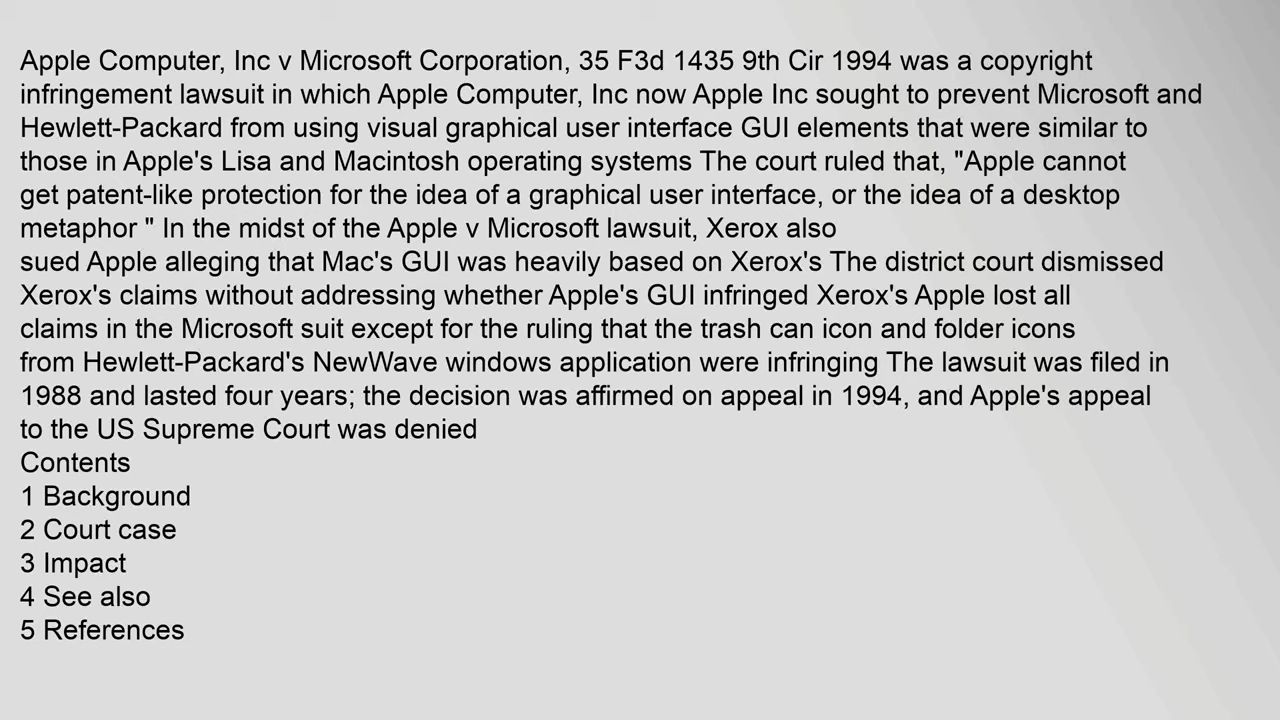 Apple Computer, Inc v Microsoft Corporation, 35 F3d 1435 9th Cir 1994 was a copyright
infringement lawsuit in which Apple Computer, Inc now Apple Inc sought to prevent Microsoft and
Hewlett-Packard from using visual graphical user interface GUI elements that were similar to
those in Apple's Lisa and Macintosh operating systems The court ruled that, "Apple cannot
get patent-like protection for the idea of a graphical user interface, or the idea of a desktop
metaphor " In the midst of the Apple v Microsoft lawsuit, Xerox also
sued Apple alleging that Mac's GUI was heavily based on Xerox's The district court dismissed
Xerox's claims without addressing whether Apple's GUI infringed Xerox's Apple lost all
claims in the Microsoft suit except for the ruling that the trash can icon and folder icons
from Hewlett-Packard's NewWave windows application were infringing The lawsuit was filed in
1988 and lasted four years; the decision was affirmed on appeal in 1994, and Apple's appeal
to the US Supreme Court was denied
Contents
1 Background
2 Court case
3 Impact
4 See also
5 References